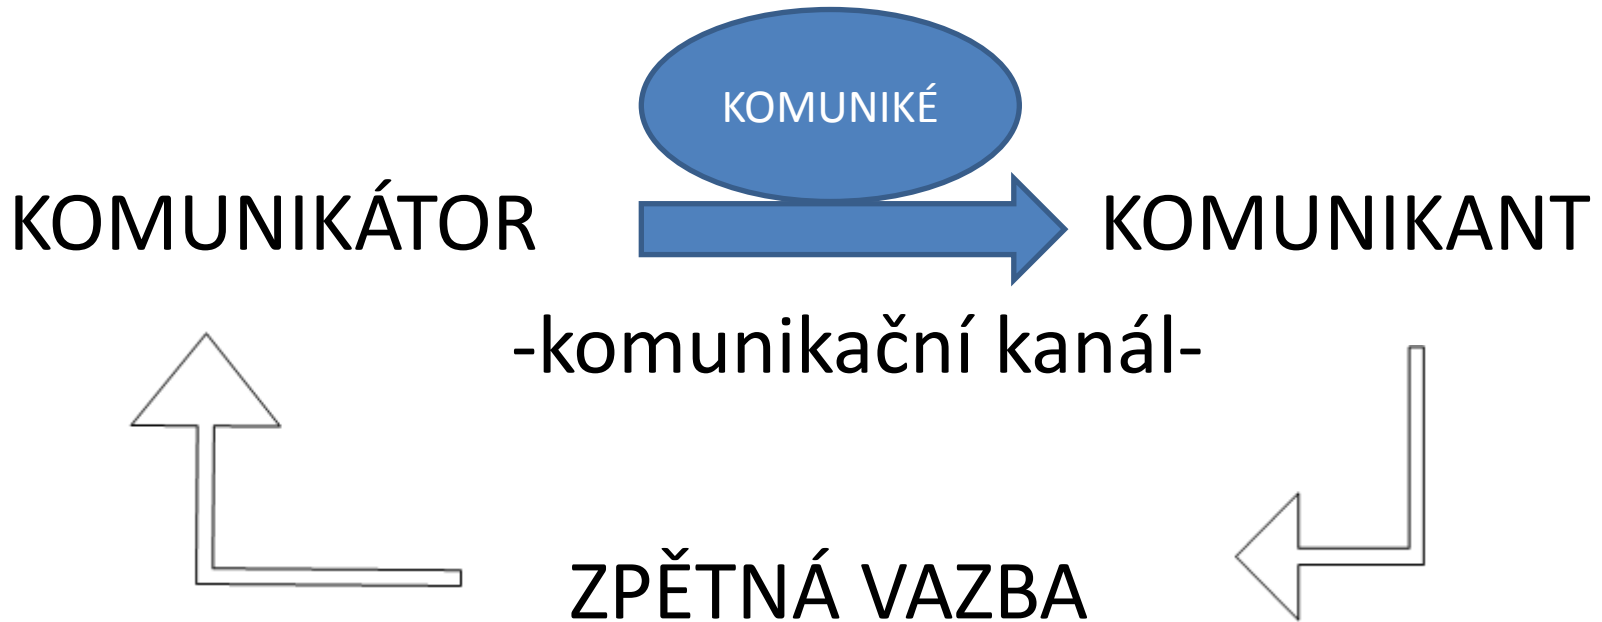 KOMUNIKÉ
KOMUNIKÁTOR
KOMUNIKANT
-komunikační kanál-
ZPĚTNÁ VAZBA